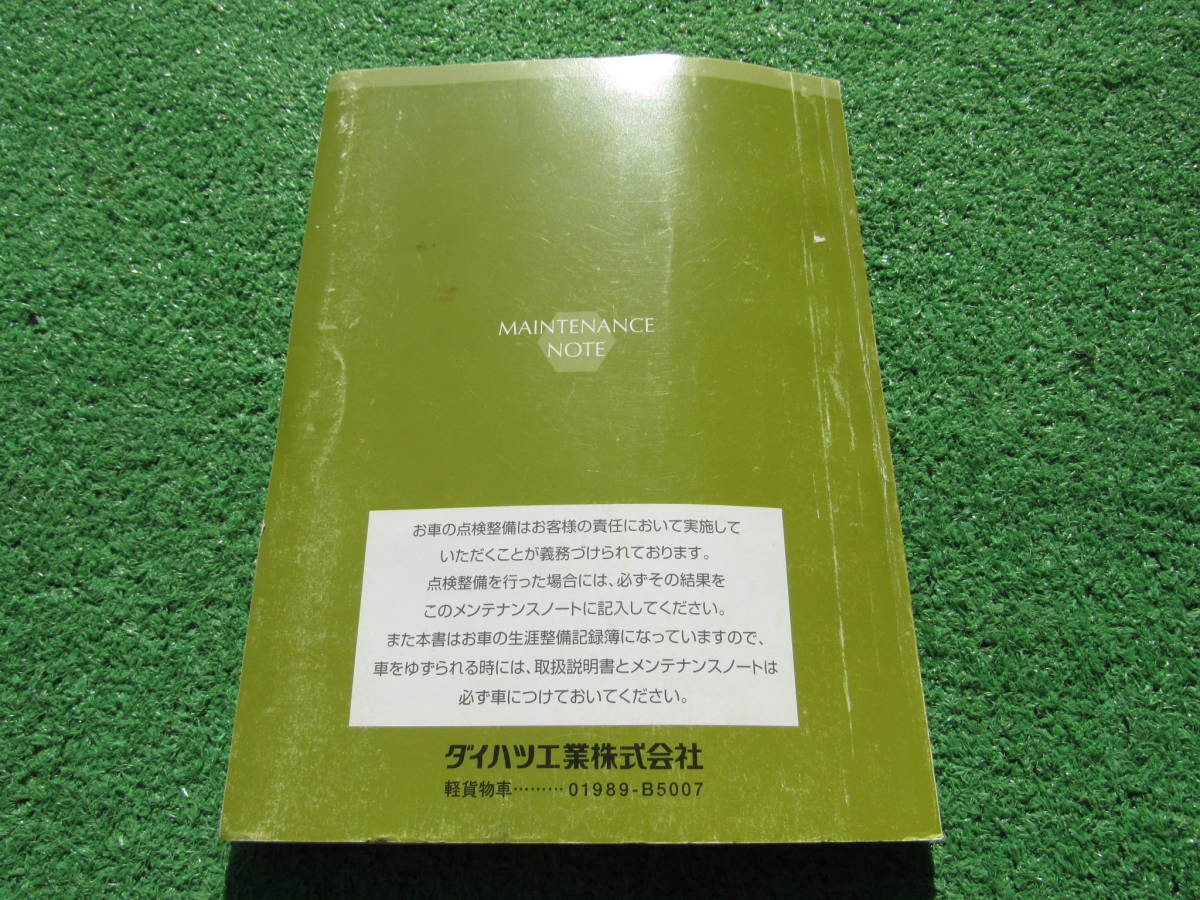 MAINTENANCE
NOTE
お車の点検整備はお客様の責任において実施して
いただくことが義務づけられております。
点検整備を行った場合には、必ずその結果を
このメンテナンスノートに記入してください。
また本書はお車の生涯整備記録簿になっていますので、
車をゆずられる時には、取扱説明書とメンテナンスノートは
必ず車につけておいてください。
ダイハツ工業株式会社
軽貨物車………01989-B5007